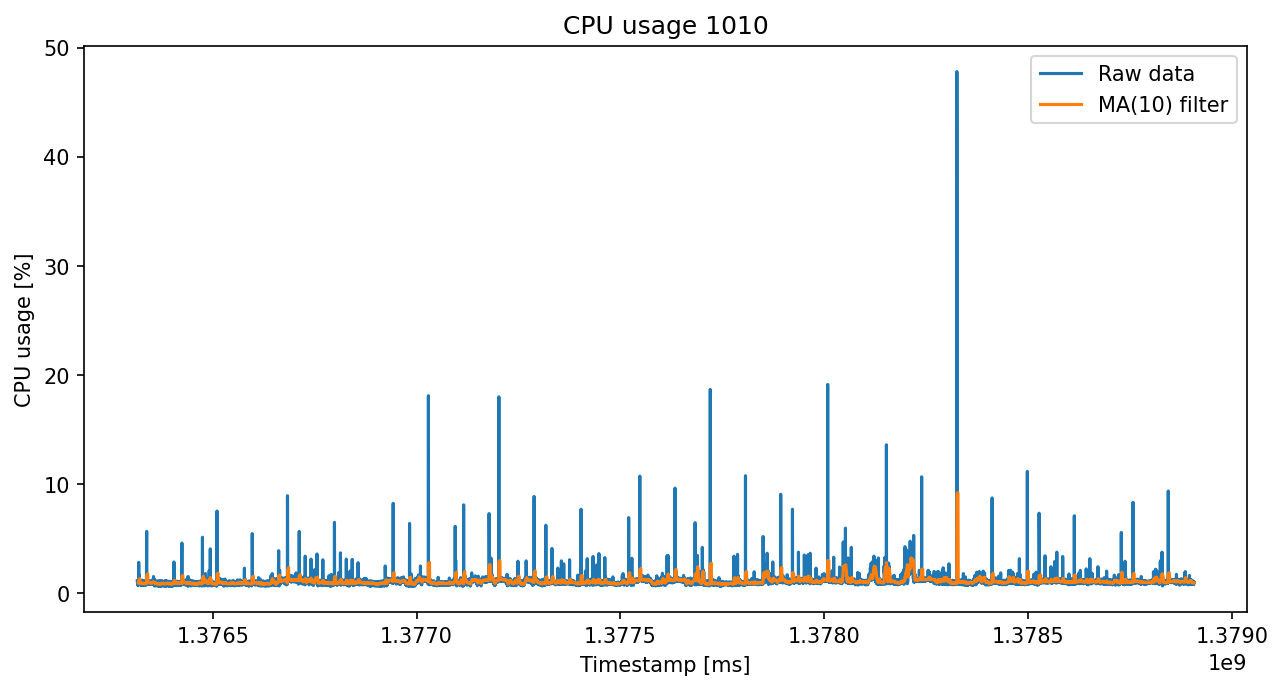 CPU usage 1010
Raw data
MA(10) filter
CPU usage [%]
50
40
30
20
10
0
1.3765 1.3770 1.3775 1.3780 1.3785 1.3790
1e9
Timestamp [ms]